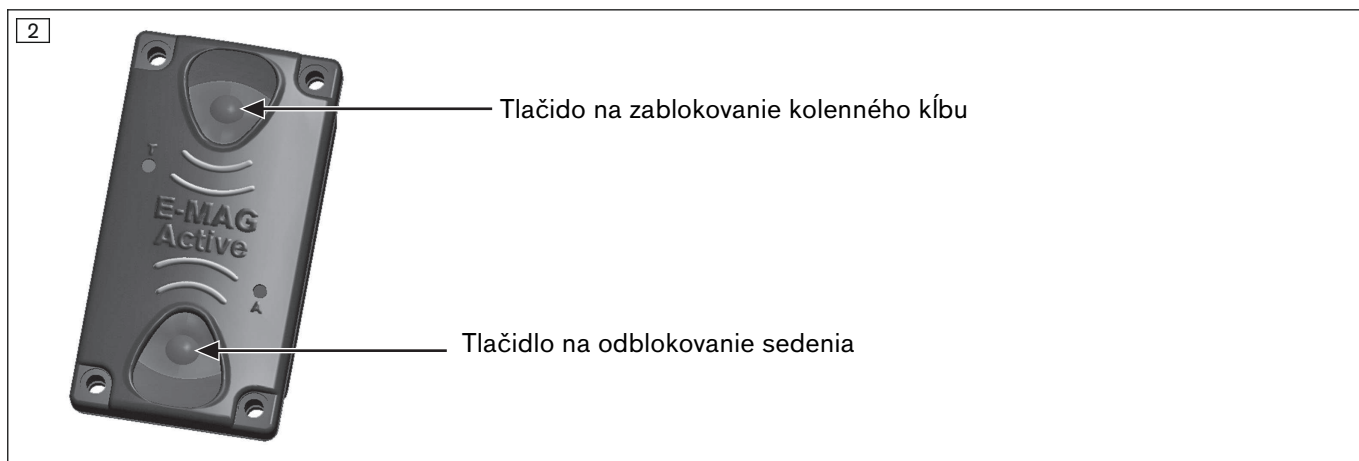 2
Tlačido na zablokovanie kolenného kĺbu
T
E-MAG
Active
A
Tlačidlo na odblokovanie sedenia